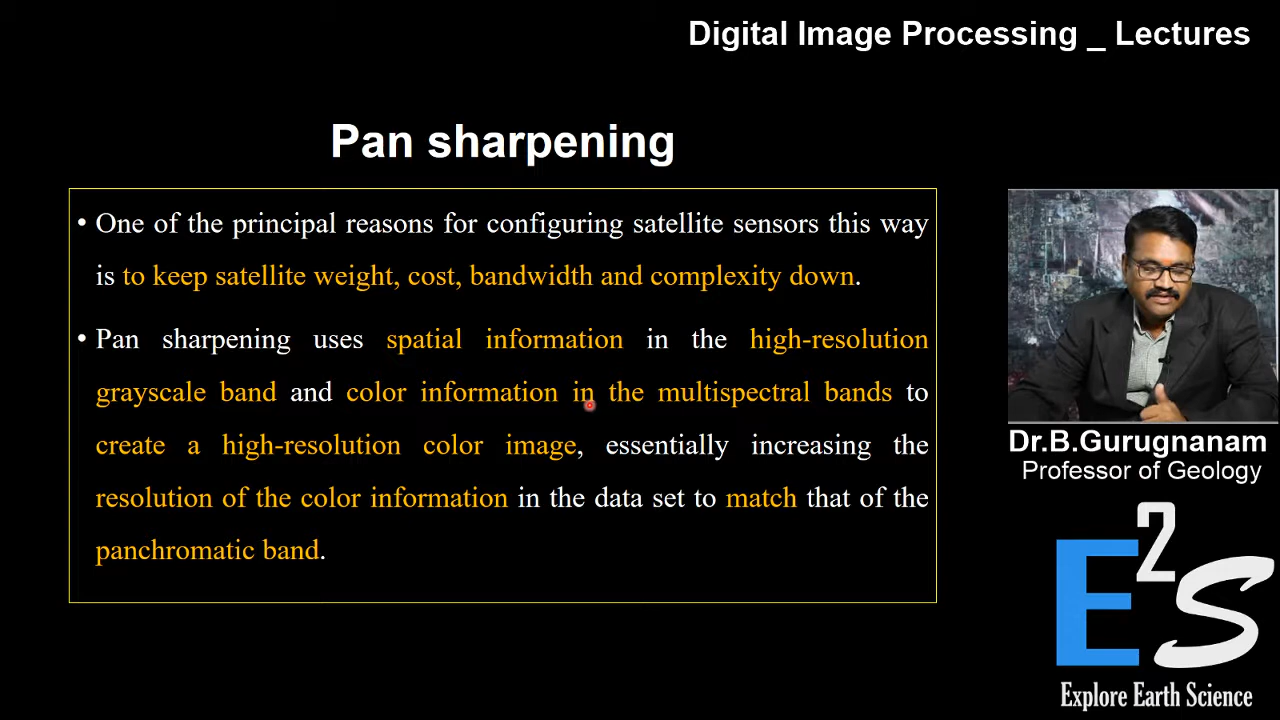 Digital Image Processing _ Lectures
Pan sharpening
• One of the principal reasons for configuring satellite sensors this way
is to keep satellite weight, cost, bandwidth and complexity down.
• Pan sharpening uses spatial information in the high-resolution
grayscale band and color information in the multispectral bands to
create a high-resolution color image, essentially increasing the
resolution of the color information in the data set to match that of the
panchromatic band.
Dr.B.Gurugnanam
Professor of Geology
E2S
Explore Earth Science